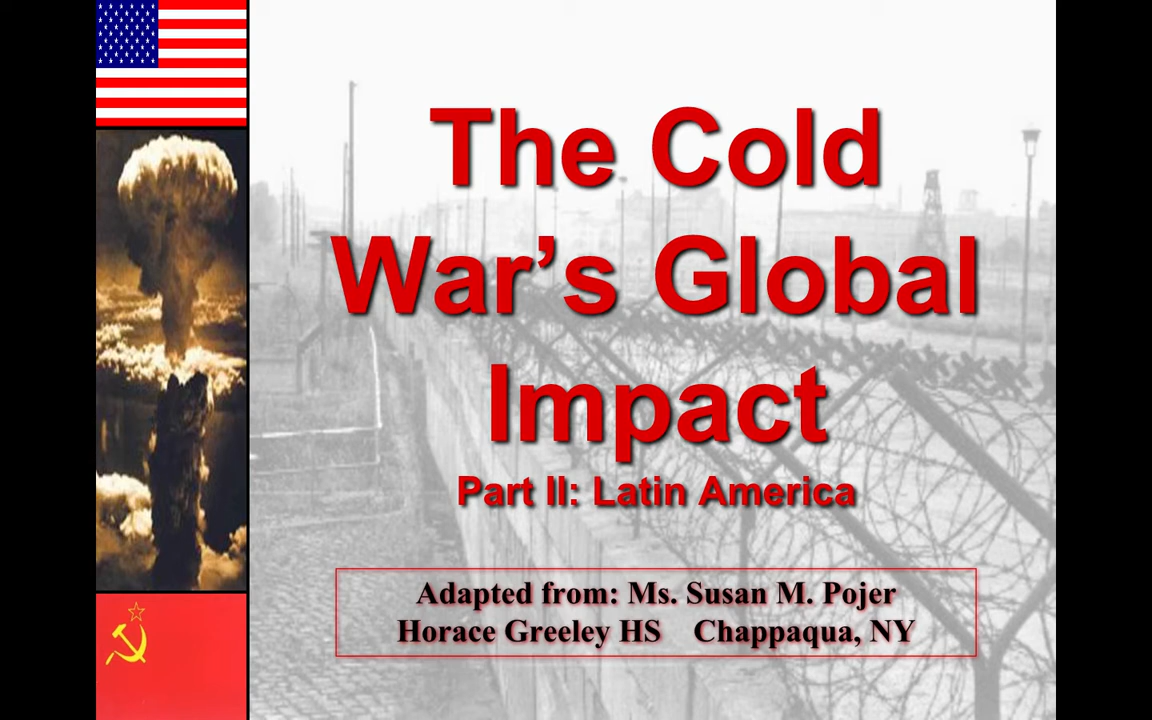 The Cold
War’s Global
Impact
Part II: Latin America
Adapted from: Ms. Susan M. Pojer
Horace Greeley HS Chappaqua, NY